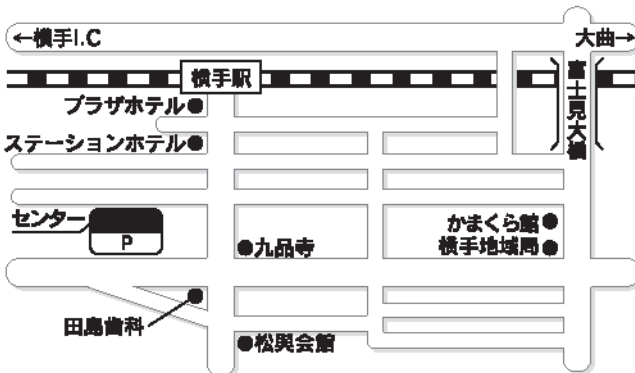 ←横手I.C
大曲→
横手駅
富士見大橋
プラザホテル
ステーションホテル
センター
P
かまくら館
横手地域局
九品寺
田島歯科
松與会館